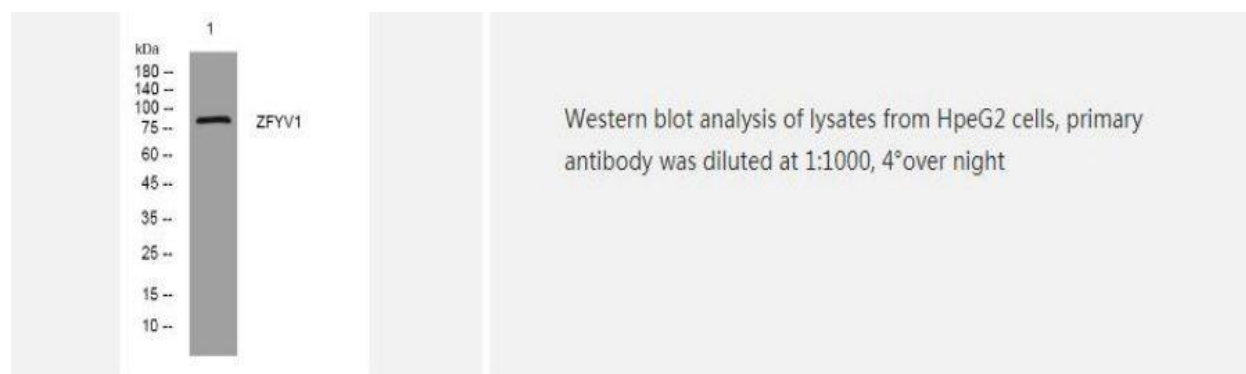 1
kDa
180 --
140 --
100 --
75 --
ZFYV1
60 --
45 --
35 --
25 --
15 --
10 --
Western blot analysis of lysates from HpeG2 cells, primary
antibody was diluted at 1:1000, 4°over night